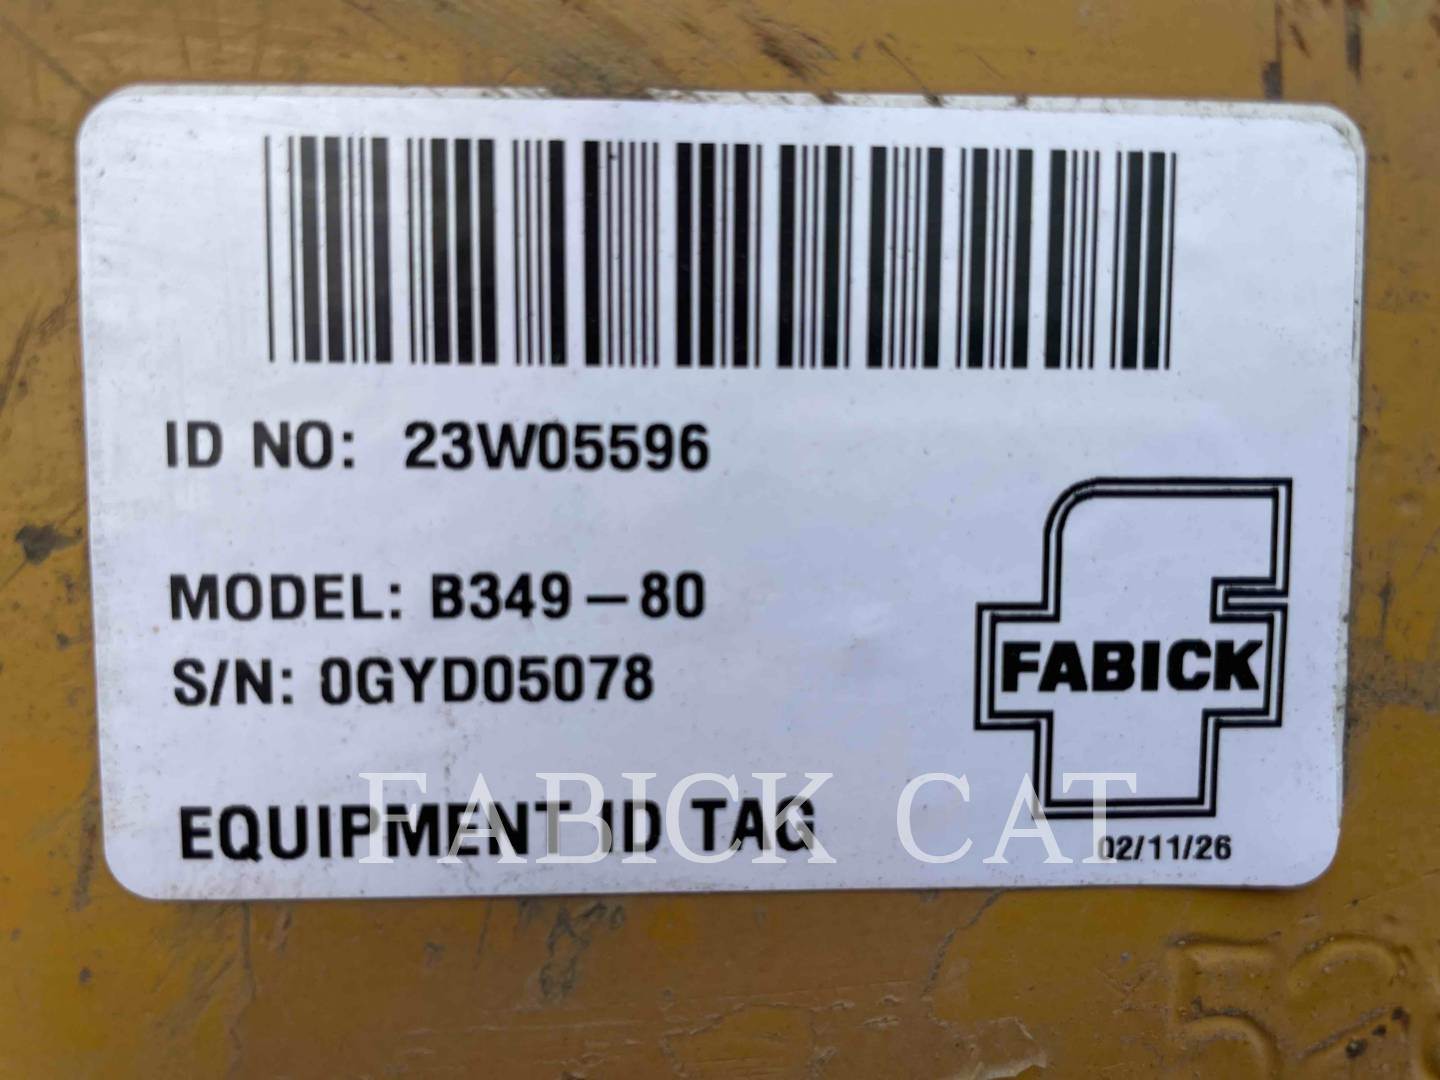 ID NO: 23W05596
MODEL: B349-80
S/N: 0GYD05078
FABICK
EQUIPMENT ID TAG
FABICK CAT
02/11/26